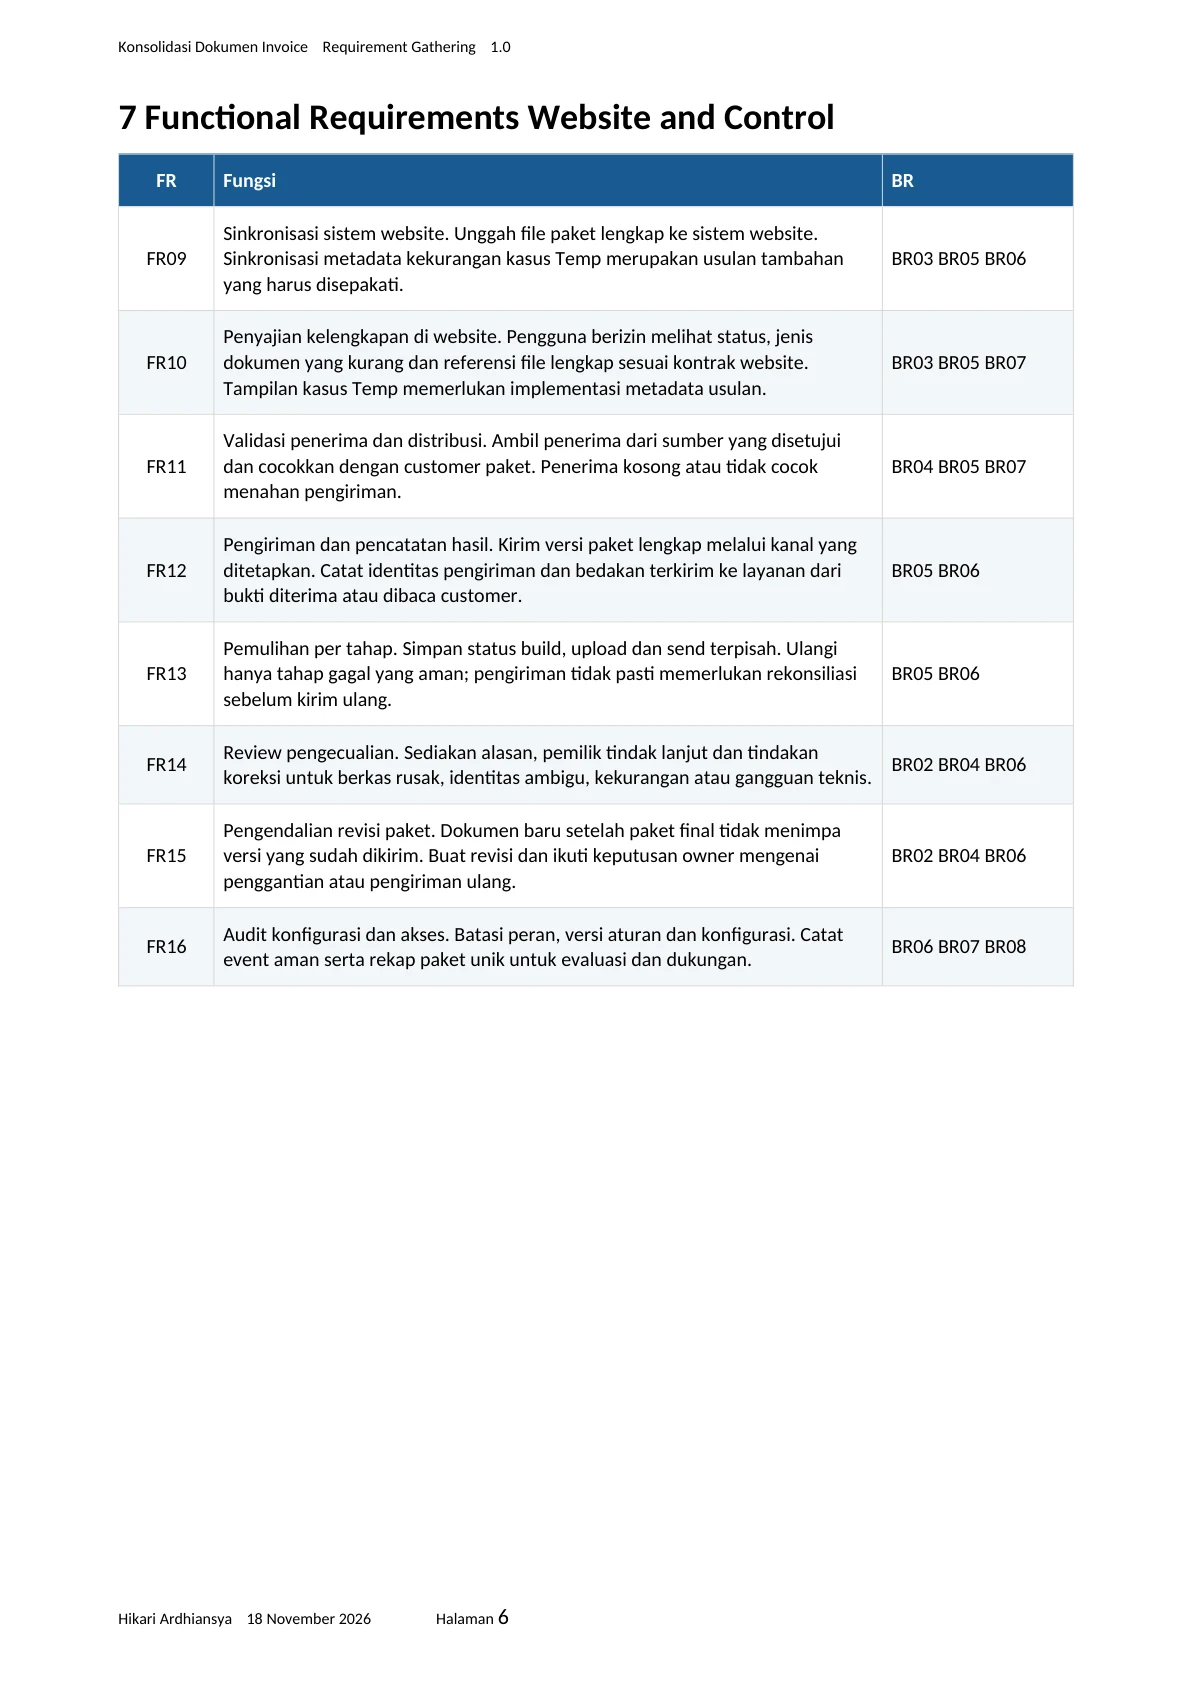 Konsolidasi Dokumen Invoice Requirement Gathering 1.0
7 Functional Requirements Website and Control
FR Fungsi BR
Sinkronisasi sistem website. Unggah file paket lengkap ke sistem website.
FR09 Sinkronisasi metadata kekurangan kasus Temp merupakan usulan tambahan BR03 BR05 BR06
yang harus disepakati.
Penyajian kelengkapan di website. Pengguna berizin melihat status, jenis
FR10 dokumen yang kurang dan referensi file lengkap sesuai kontrak website. BR03 BR05 BR07
Tampilan kasus Temp memerlukan implementasi metadata usulan.
Validasi penerima dan distribusi. Ambil penerima dari sumber yang disetujui
FR11 dan cocokkan dengan customer paket. Penerima kosong atau tidak cocok BR04 BR05 BR07
menahan pengiriman.
Pengiriman dan pencatatan hasil. Kirim versi paket lengkap melalui kanal yang
FR12 ditetapkan. Catat identitas pengiriman dan bedakan terkirim ke layanan dari BR05 BR06
bukti diterima atau dibaca customer.
Pemulihan per tahap. Simpan status build, upload dan send terpisah. Ulangi
FR13 hanya tahap gagal yang aman; pengiriman tidak pasti memerlukan rekonsiliasi BR05 BR06
sebelum kirim ulang.
Review pengecualian. Sediakan alasan, pemilik tindak lanjut dan tindakan
FR14 koreksi untuk berkas rusak, identitas ambigu, kekurangan atau gangguan teknis. BR02 BR04 BR06
Pengendalian revisi paket. Dokumen baru setelah paket final tidak menimpa
FR15 versi yang sudah dikirim. Buat revisi dan ikuti keputusan owner mengenai BR02 BR04 BR06
penggantian atau pengiriman ulang.
Audit konfigurasi dan akses. Batasi peran, versi aturan dan konfigurasi. Catat
FR16 event aman serta rekap paket unik untuk evaluasi dan dukungan. BR06 BR07 BR08
Hikari Ardhiansya 18 November 2026 Halaman 6